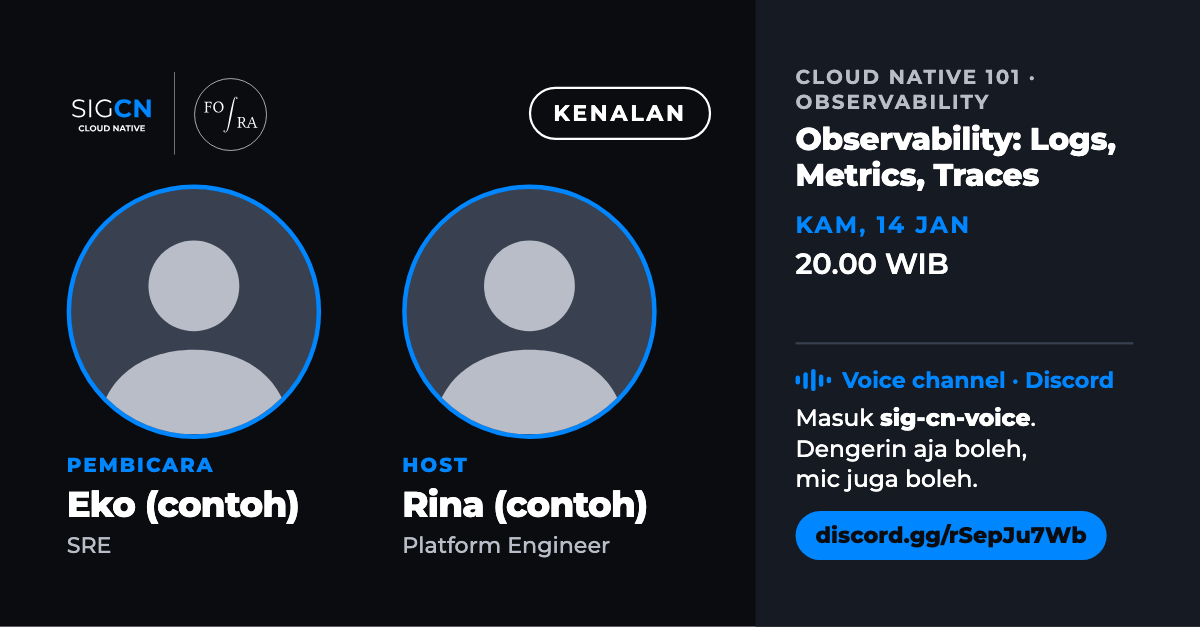 SIGCN
CLOUD NATIVE
FO
RA
KENALAN
PEMBICARA
Eko (contoh)
SRE
HOST
Rina (contoh)
Platform Engineer
CLOUD NATIVE 101 ·
OBSERVABILITY
Observability: Logs,
Metrics, Traces
KAM, 14 JAN
20.00 WIB
Voice channel · Discord
Masuk sig-cn-voice.
Dengerin aja boleh,
mic juga boleh.
discord.gg/rSepJu7Wb